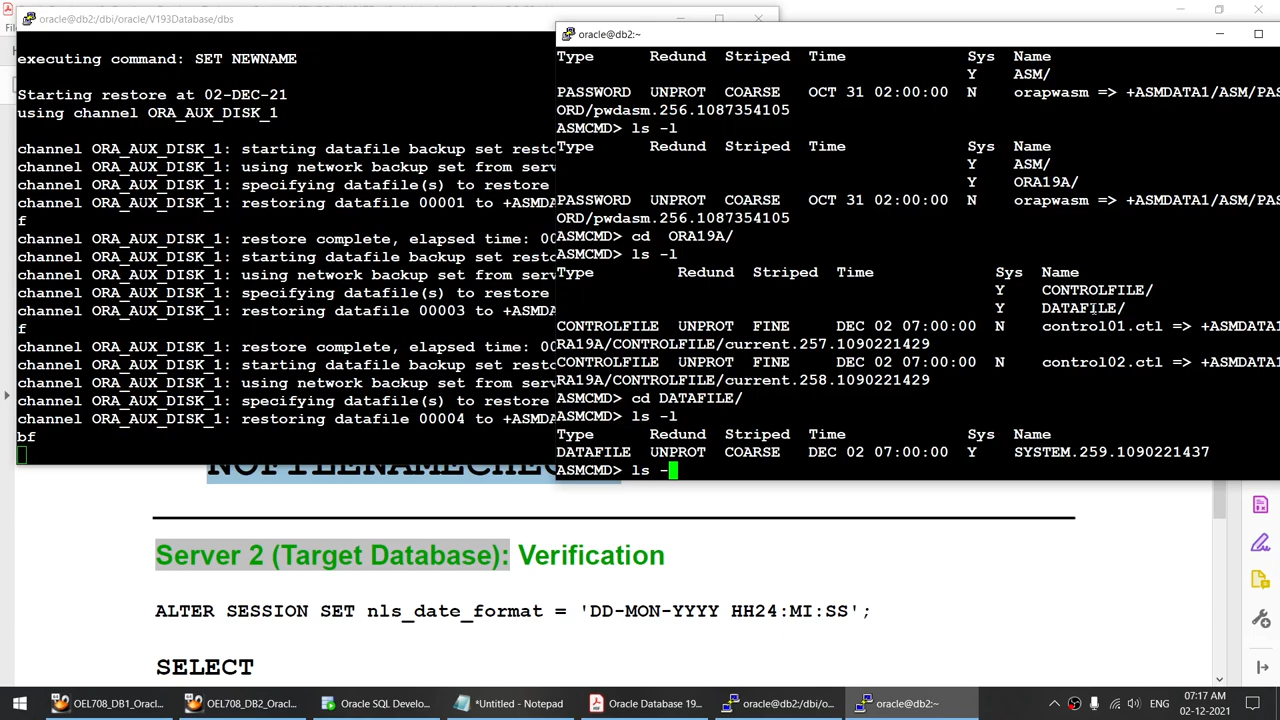 oracle@db2:/dbi/oracle/V193Database/dbs
executing command: SET NEWNAME
Starting restore at 02-DEC-21
using channel ORA_AUX_DISK_1
channel ORA_AUX_DISK_1: starting datafile backup set resto
channel ORA_AUX_DISK_1: using network backup set from serv
channel ORA_AUX_DISK_1: specifying datafile(s) to restore
channel ORA_AUX_DISK_1: restoring datafile 00001 to +ASMDA
f
channel ORA_AUX_DISK_1: restore complete, elapsed time: 00
channel ORA_AUX_DISK_1: starting datafile backup set resto
channel ORA_AUX_DISK_1: using network backup set from serv
channel ORA_AUX_DISK_1: specifying datafile(s) to restore
channel ORA_AUX_DISK_1: restoring datafile 00003 to +ASMDA
f
channel ORA_AUX_DISK_1: restore complete, elapsed time: 00
channel ORA_AUX_DISK_1: starting datafile backup set resto
channel ORA_AUX_DISK_1: using network backup set from serv
channel ORA_AUX_DISK_1: specifying datafile(s) to restore
channel ORA_AUX_DISK_1: restoring datafile 00004 to +ASMDA
bf
oracle@db2:~
Type Redund Striped Time Sys Name
Y ASM/
PASSWORD UNPROT COARSE OCT 31 02:00:00 N orapwasm => +ASMDATA1/ASM/PAS
ORD/pwdasm.256.1087354105
ASMCMD> ls -l
Type Redund Striped Time Sys Name
Y ASM/
Y ORA19A/
PASSWORD UNPROT COARSE OCT 31 02:00:00 N orapwasm => +ASMDATA1/ASM/PAS
ORD/pwdasm.256.1087354105
ASMCMD> cd ORA19A/
ASMCMD> ls -l
Type Redund Striped Time Sys Name
Y CONTROLFILE/
Y DATAFILE/
CONTROLFILE UNPROT FINE DEC 02 07:00:00 N control01.ctl => +ASMDATA1
RA19A/CONTROLFILE/current.257.1090221429
CONTROLFILE UNPROT FINE DEC 02 07:00:00 N control02.ctl => +ASMDATA1
RA19A/CONTROLFILE/current.258.1090221429
ASMCMD> cd DATAFILE/
ASMCMD> ls -l
Type Redund Striped Time Sys Name
DATAFILE UNPROT COARSE DEC 02 07:00:00 Y SYSTEM.259.1090221437
ASMCMD> ls -
NOFILENAMECHECK
Server 2 (Target Database): Verification
ALTER SESSION SET nls_date_format = 'DD-MON-YYYY HH24:MI:SS';
SELECT
OEL708_DB1_Oracl...
OEL708_DB2_Oracl...
Oracle SQL Develo...
*Untitled - Notepad
Oracle Database 19...
oracle@db2:/dbi/o...
oracle@db2:~
ENG
07:17 AM
02-12-2021